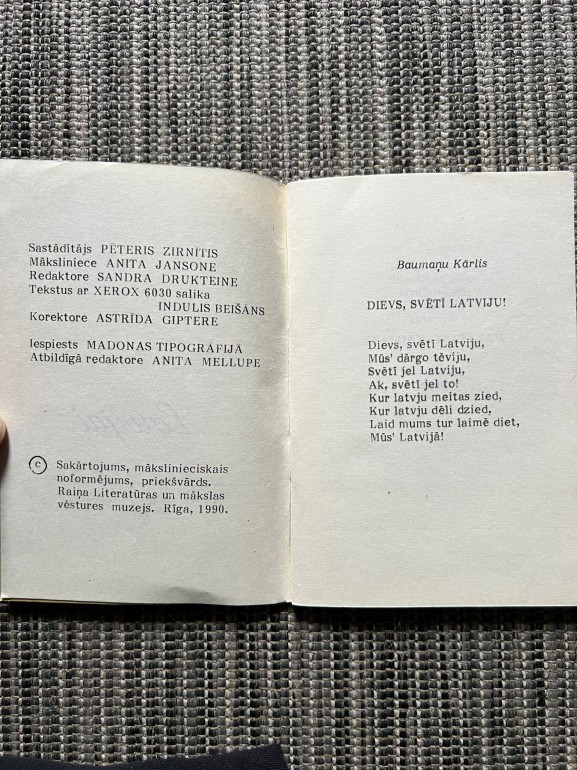 Sastādītājs PĒTERIS ZIRNĪTIS
Māksliniece ANITA JANSONE
Redaktore SANDRA DRUKTEINE
Tekstus ar XEROX 6030 salika
INDULIS BEIŠĀNS
Korektore ASTRĪDA GIPTERE
Iespiests MADONAS TIPOGRĀFIJĀ
Atbildīgā redaktore ANITA MELLUPE
© Sakārtojums, mākslinieciskais
noformējums, priekšvārds.
Raiņa Literatūras un mākslas
vēstures muzejs. Rīga, 1990.
Baumaņu Kārlis
DIEVS, SVĒTĪ LATVIJU!
Dievs, svētī Latviju,
Mūs' dārgo tēviju,
Svētī jel Latviju,
Ak, svētī jel to!
Kur latvju meitas zied,
Kur latvju dēli dzied,
Laid mums tur laimē diet,
Mūs' Latvijā!